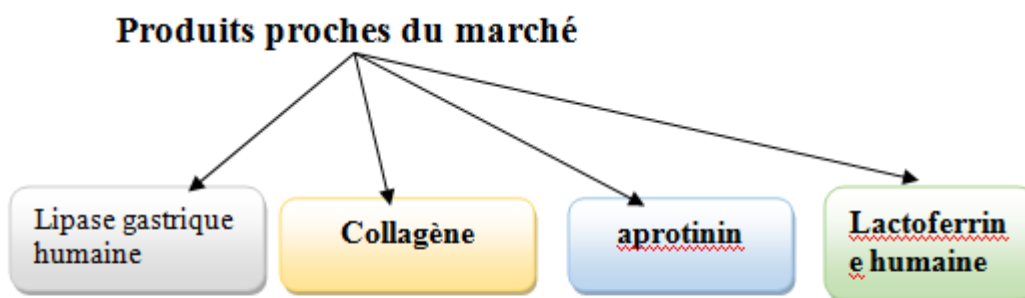 Produits proches du marché
Lipase gastrique
humaine
Collagène
aprotinin
Lactoferrin
e humaine